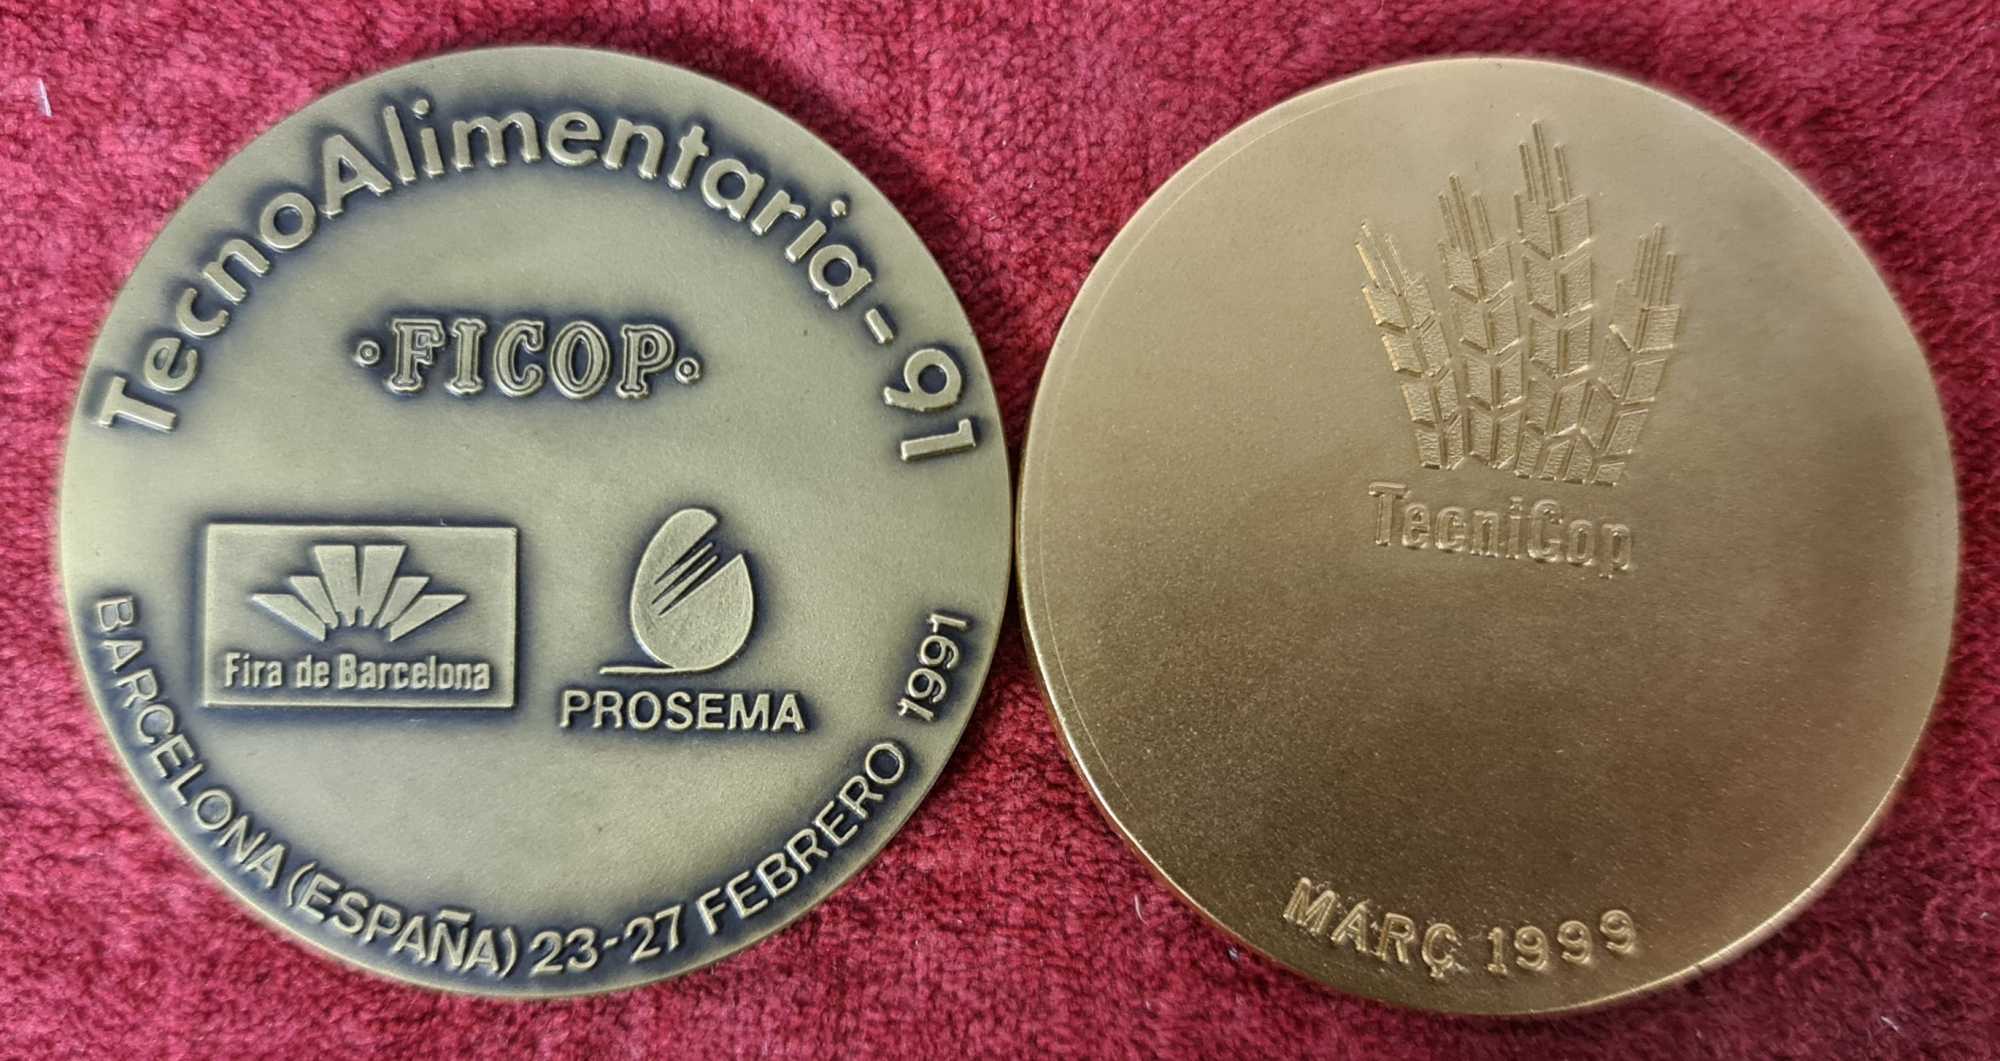 TecnoAlimentaria-91
·FICOP·
Fira de Barcelona
PROSEMA
BARCELONA (ESPAÑA) 23-27 FEBRERO 1991
TecniCop
MARÇ 1999